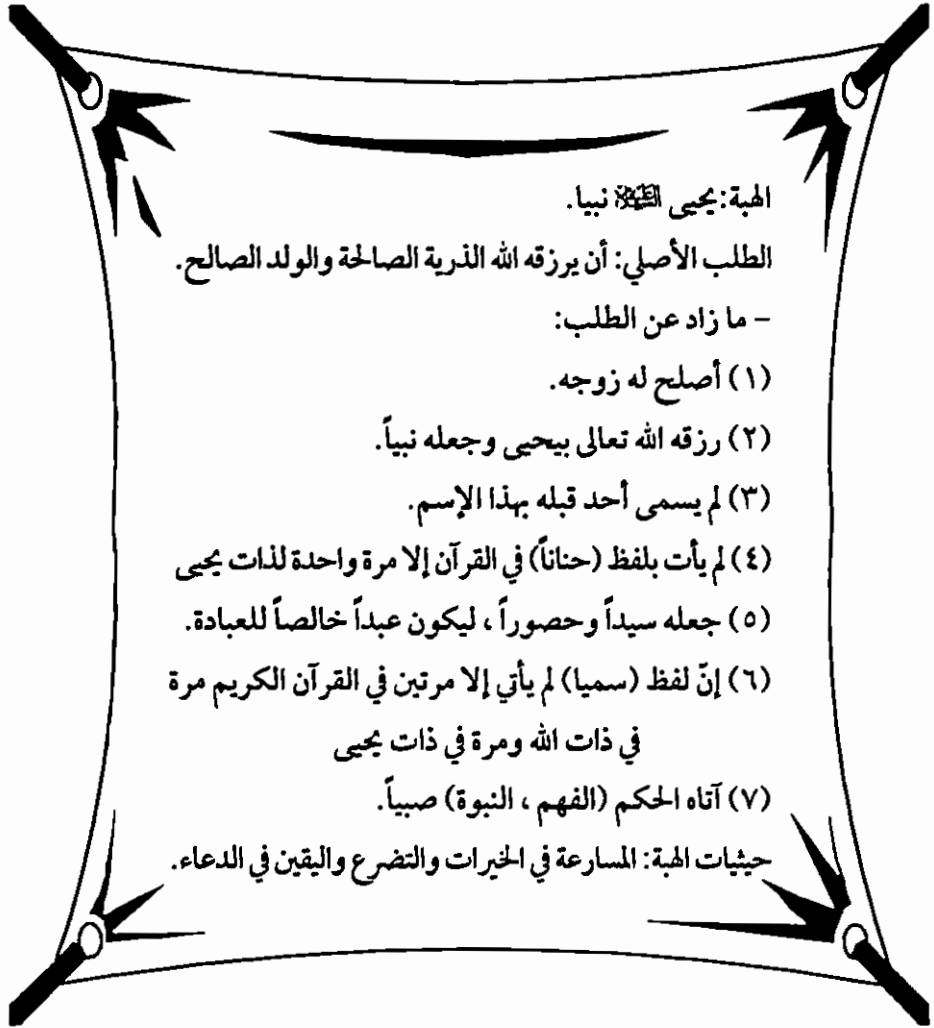 الهبة: يحيى عليه السلام نبيا.
الطلب الأصلي: أن يرزقه الله الذرية الصالحة والولد الصالح.
– ما زاد عن الطلب:
(١) أصلح له زوجه.
(٢) رزقه الله تعالى بيحيى وجعله نبياً.
(٣) لم يسمى أحد قبله بهذا الإسم.
(٤) لم يأت بلفظ (حناناً) في القرآن إلا مرة واحدة لذات يحيى
(٥) جعله سيداً وحصوراً ، ليكون عبداً خالصاً للعبادة.
(٦) إنّ لفظ (سميا) لم يأتي إلا مرتين في القرآن الكريم مرة
في ذات الله ومرة في ذات يحيى
(٧) آتاه الحكم (الفهم ، النبوة) صبياً.
حيثيات الهبة: المسارعة في الخيرات والتضرع واليقين في الدعاء.